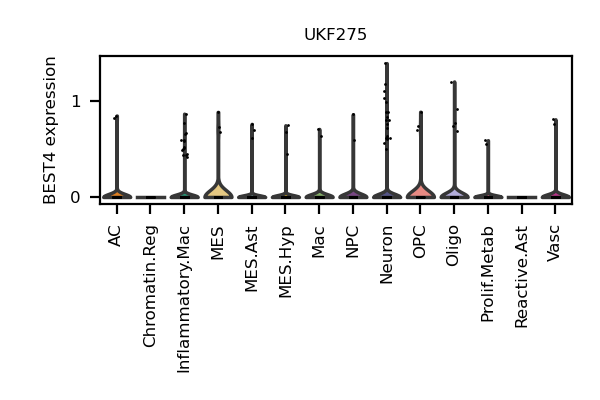 UKF275
BEST4 expression
1
0
AC
Chromatin.Reg
Inflammatory.Mac
MES
MES.Ast
MES.Hyp
Mac
NPC
Neuron
OPC
Oligo
Prolif.Metab
Reactive.Ast
Vasc